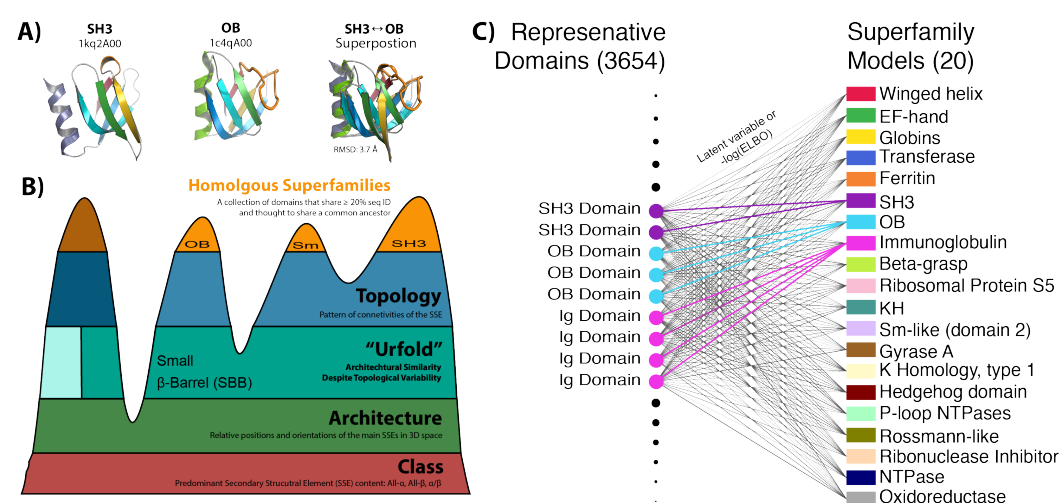 A)
SH3
1kq2A00
OB
1c4qA00
SH3↔OB
Superpostion
RMSD: 3.7 Å
B)
Homolgous Superfamilies
A collection of domains that share ≥ 20% seq ID
and thought to share a common ancestor
OB
Sm
SH3
Topology
Pattern of connetivities of the SSE
Small
β-Barrel (SBB)
“Urfold”
Architechtural Similarity
Despite Topological Variability
Architecture
Relative positions and orientations of the main SSEs in 3D space
Class
Predominant Secondary Strucutral Element (SSE) content: All-α, All-β, α/β
C)
Represenative
Domains (3654)
Superfamily
Models (20)
Latent variable or
-log(ELBO)
SH3 Domain
SH3 Domain
OB Domain
OB Domain
OB Domain
Ig Domain
Ig Domain
Ig Domain
Ig Domain
Winged helix
EF-hand
Globins
Transferase
Ferritin
SH3
OB
Immunoglobulin
Beta-grasp
Ribosomal Protein S5
KH
Sm-like (domain 2)
Gyrase A
K Homology, type 1
Hedgehog domain
P-loop NTPases
Rossmann-like
Ribonuclease Inhibitor
NTPase
Oxidoreductase